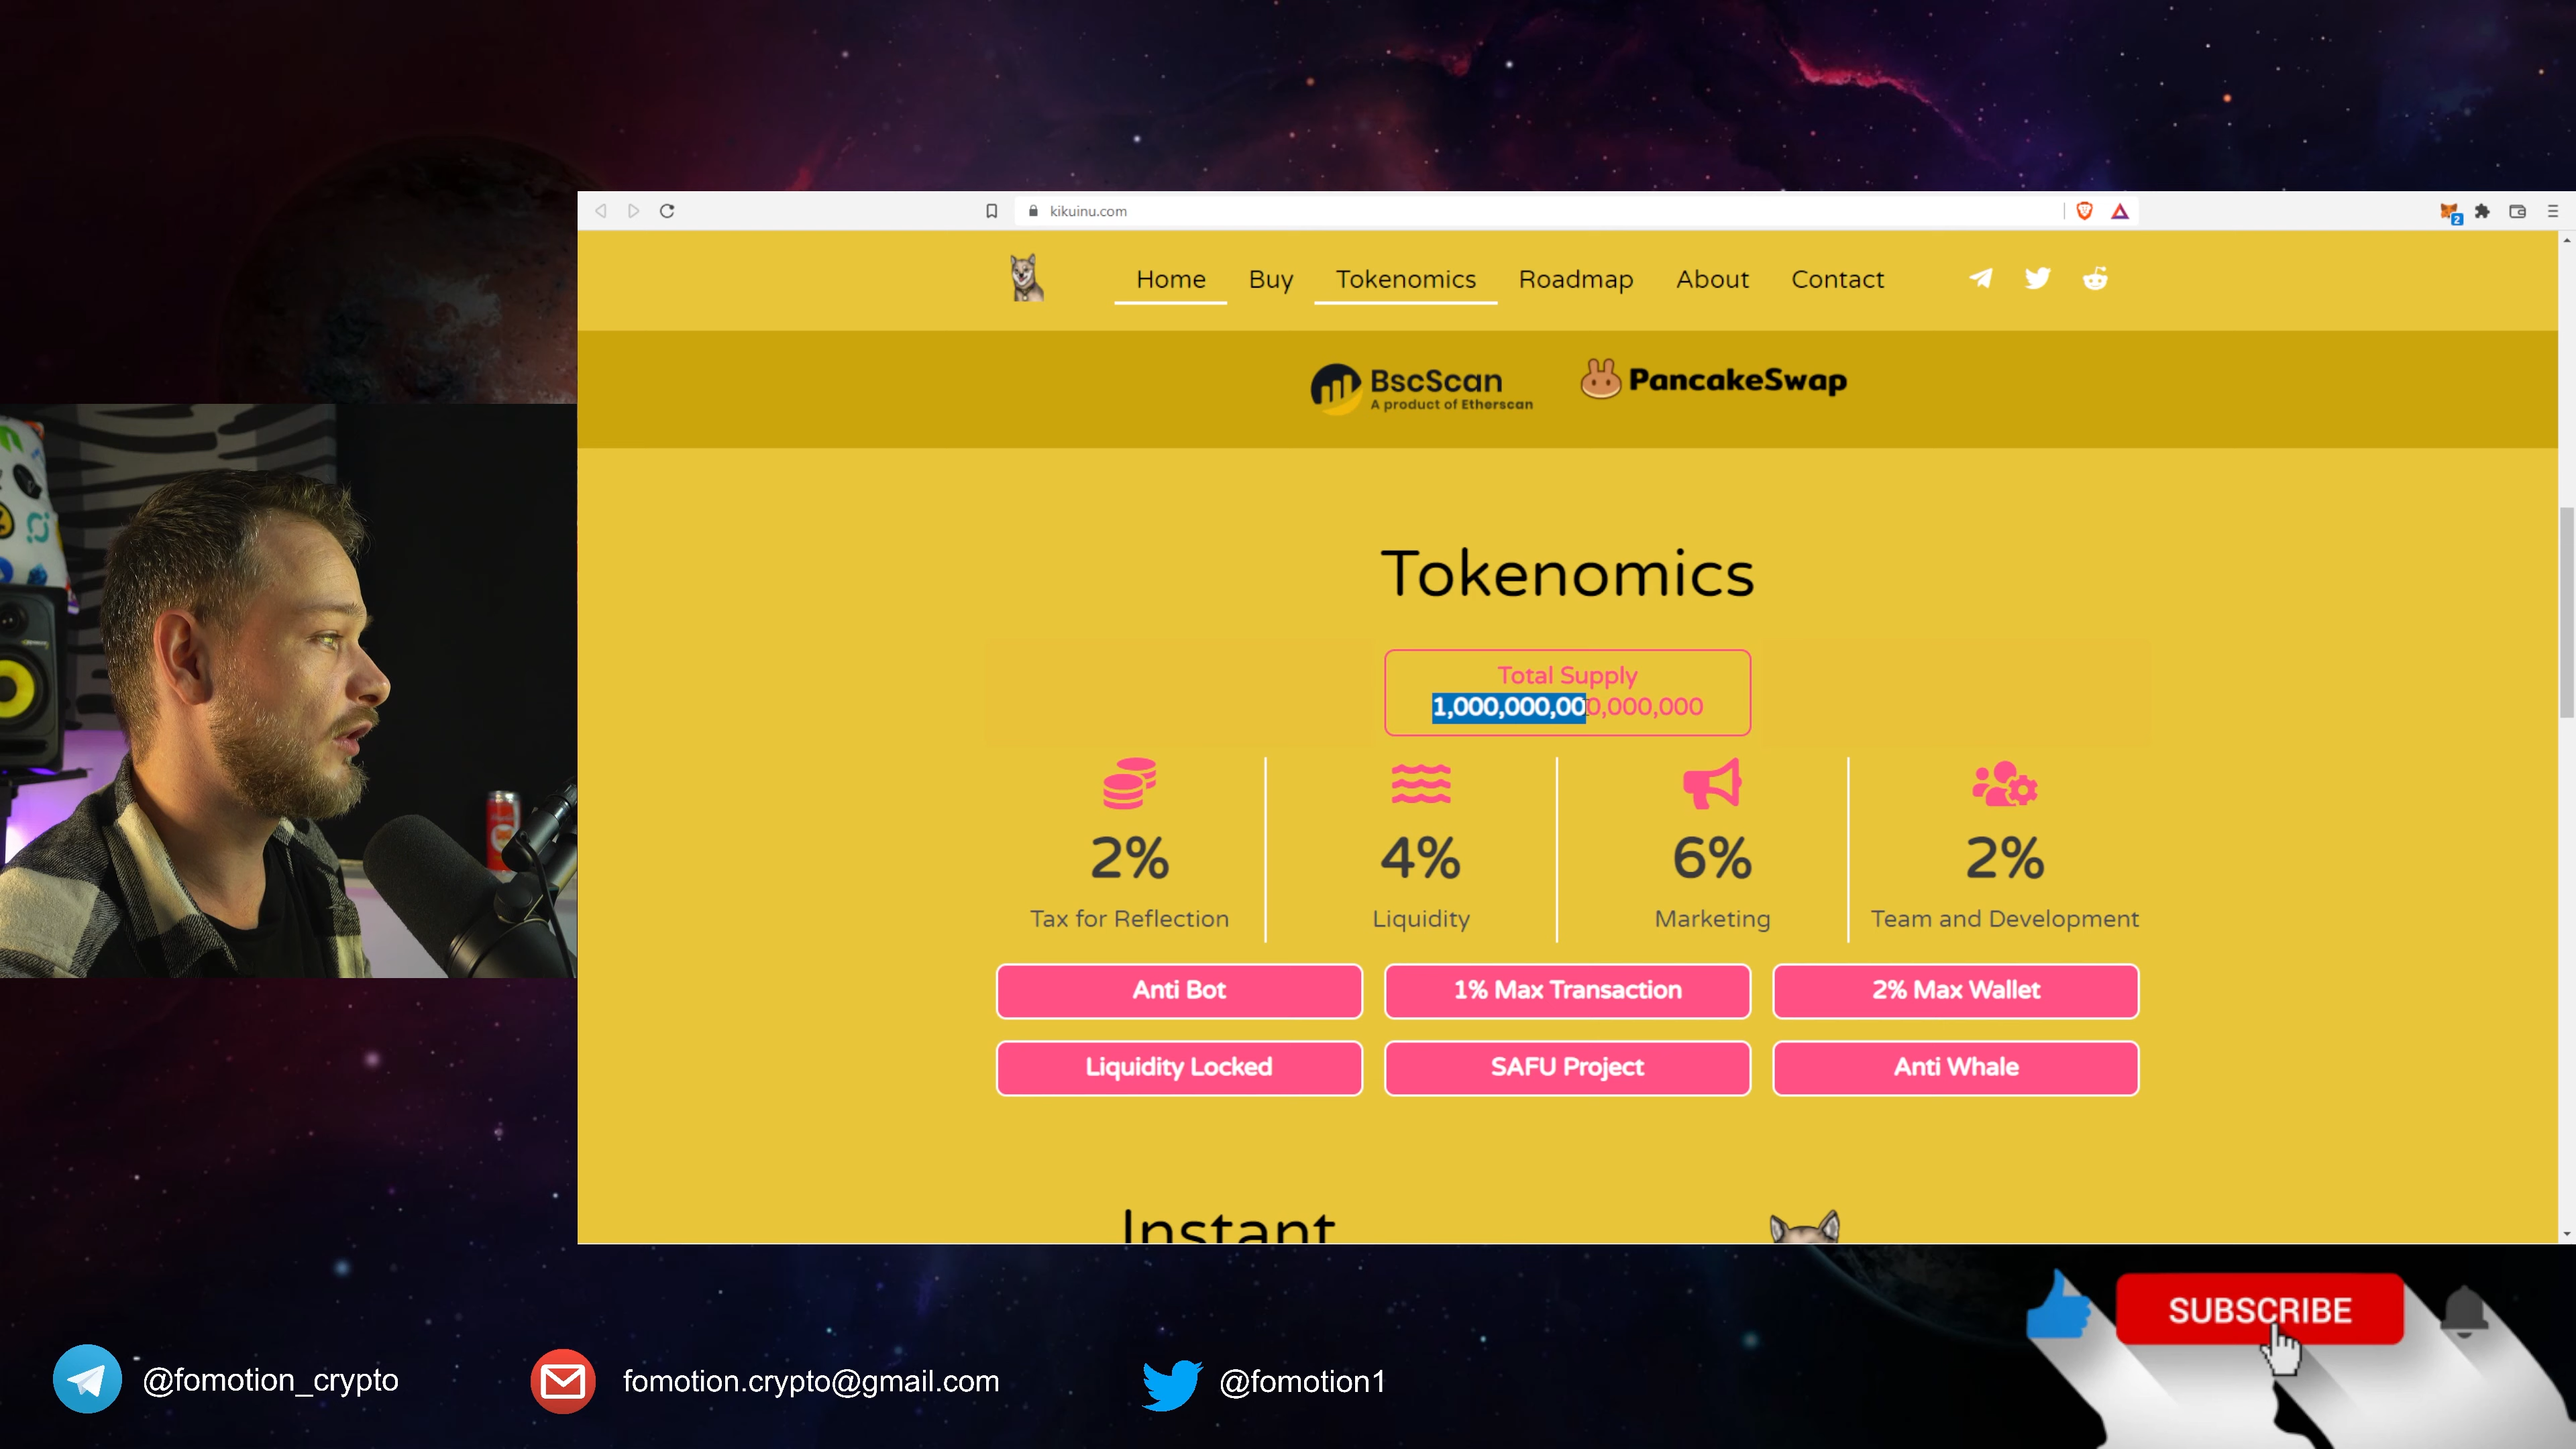 kikuinu.com
2
Home Buy Tokenomics Roadmap About Contact
BscScan
A product of Etherscan
PancakeSwap
Tokenomics
Total Supply
1,000,000,000,000,000
2% 4% 6% 2%
Tax for Reflection Liquidity Marketing Team and Development
Anti Bot 1% Max Transaction 2% Max Wallet
Liquidity Locked SAFU Project Anti Whale
Instant
SUBSCRIBE
@fomotion_crypto fomotion.crypto@gmail.com @fomotion1